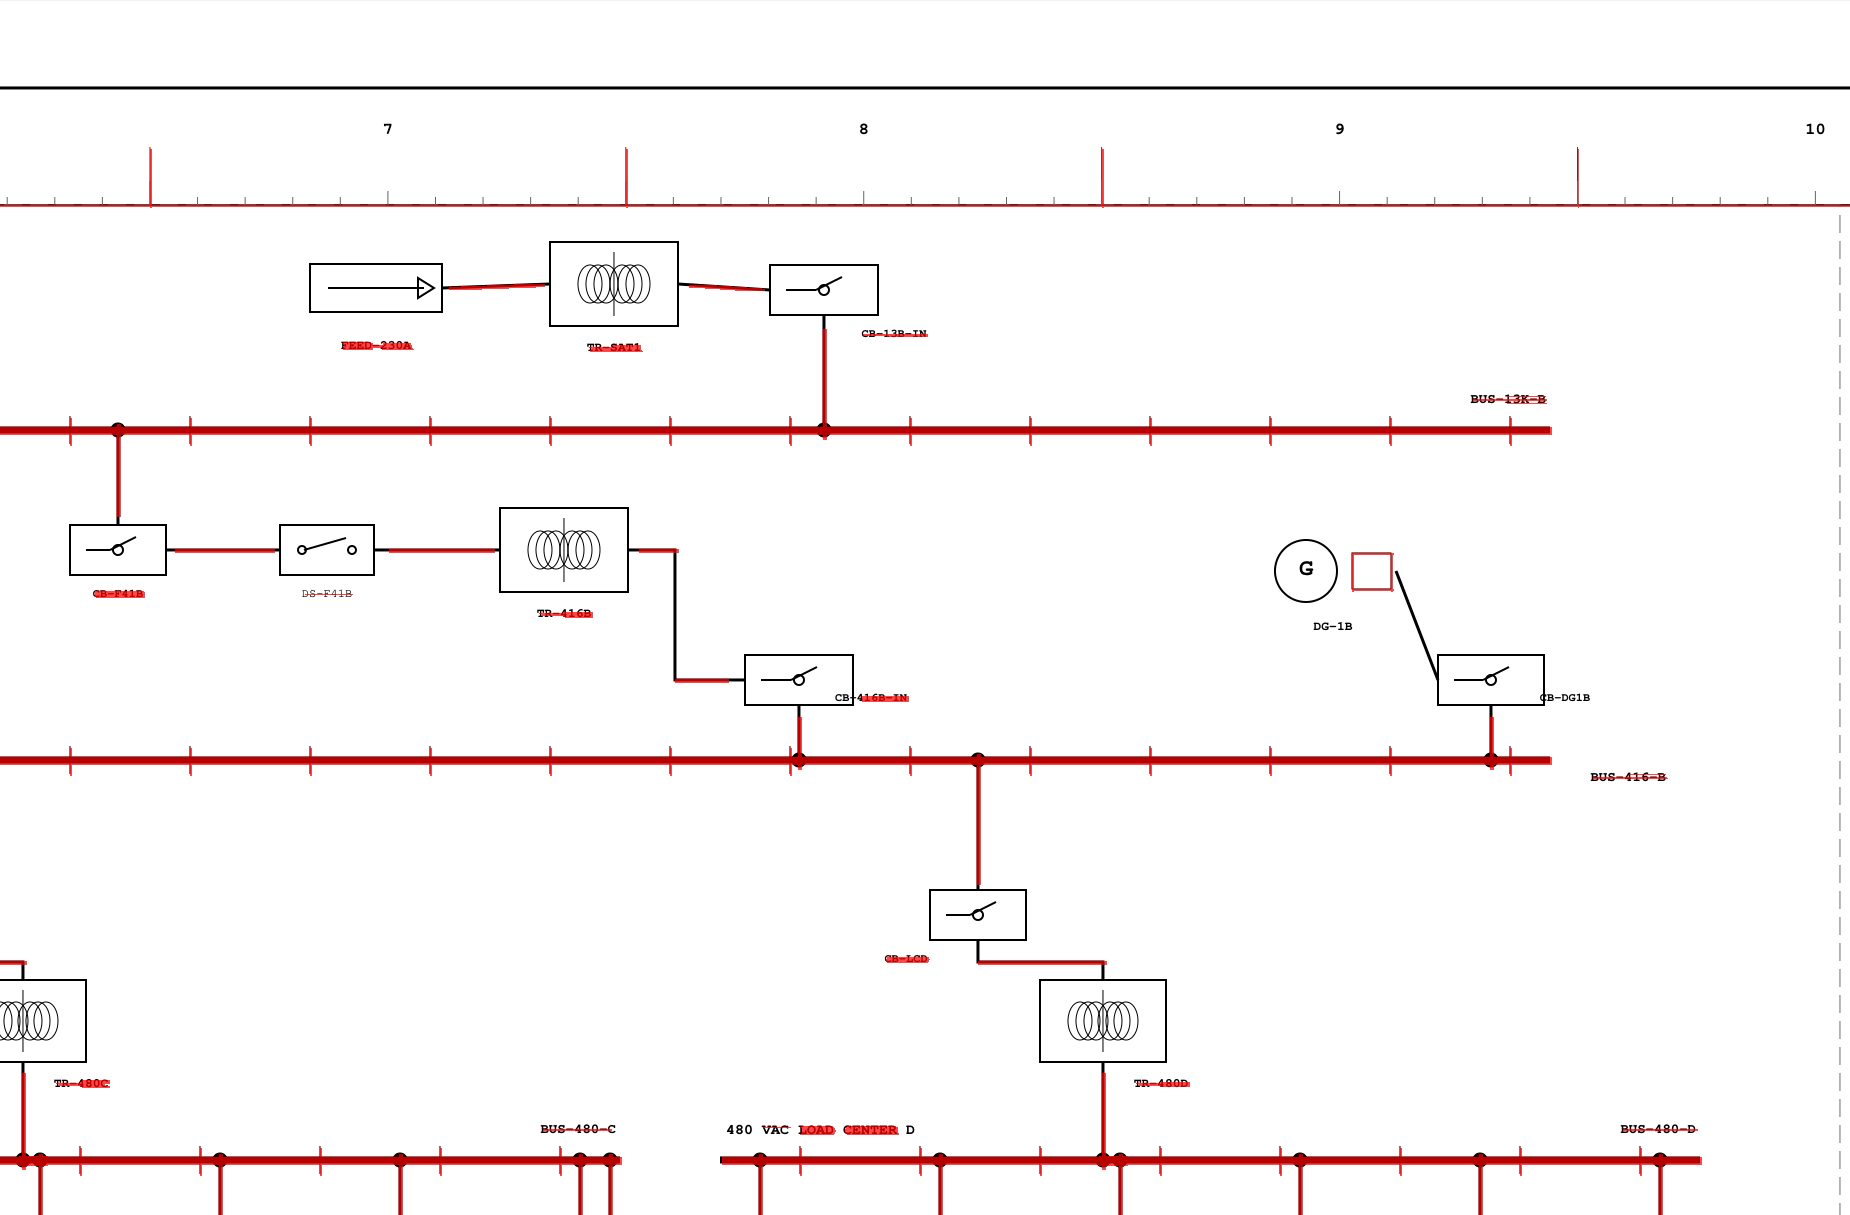 7
8
9
10
FEED-230A
TR-SAT1
CB-13B-IN
BUS-13K-B
CB-F41B
DS-F41B
TR-416B
G
DG-1B
CB-416B-IN
CB-DG1B
BUS-416-B
CB-LCD
TR-480C
TR-480D
BUS-480-C
480 VAC LOAD CENTER D
BUS-480-D